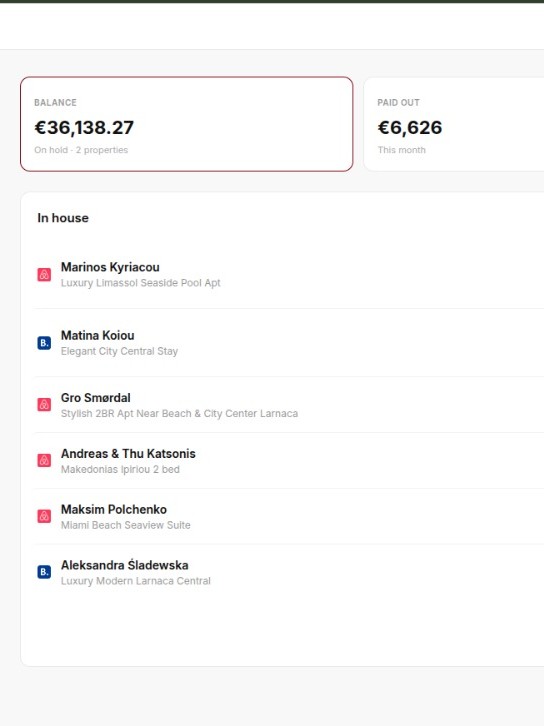 BALANCE
€36,138.27
On hold · 2 properties
PAID OUT
€6,626
This month
In house
Marinos Kyriacou
Luxury Limassol Seaside Pool Apt
B.
Matina Koiou
Elegant City Central Stay
Gro Smørdal
Stylish 2BR Apt Near Beach & City Center Larnaca
Andreas & Thu Katsonis
Makedonias Ipiriou 2 bed
Maksim Polchenko
Miami Beach Seaview Suite
B.
Aleksandra Śladewska
Luxury Modern Larnaca Central